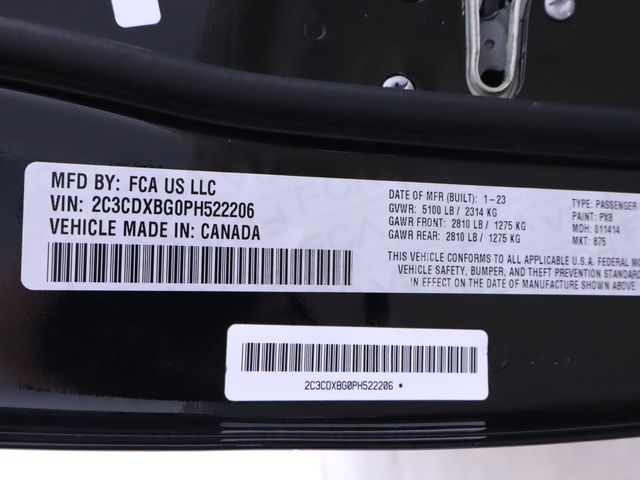 MFD BY: FCA US LLC
VIN: 2C3CDXBG0PH522206
VEHICLE MADE IN: CANADA
DATE OF MFR (BUILT): 1-23
GVWR: 5100 LB / 2314 KG
GAWR FRONT: 2810 LB / 1275 KG
GAWR REAR: 2810 LB / 1275 KG
TYPE: PASSENGER
PAINT: PX8
MDH: 011414
MKT: 875
THIS VEHICLE CONFORMS TO ALL APPLICABLE U.S.A. FEDERAL MO
VEHICLE SAFETY, BUMPER, AND THEFT PREVENTION STANDARD
IN EFFECT ON THE DATE OF MANUFACTURE SHOWN ABOVE
2C3CDXBG0PH522206 •